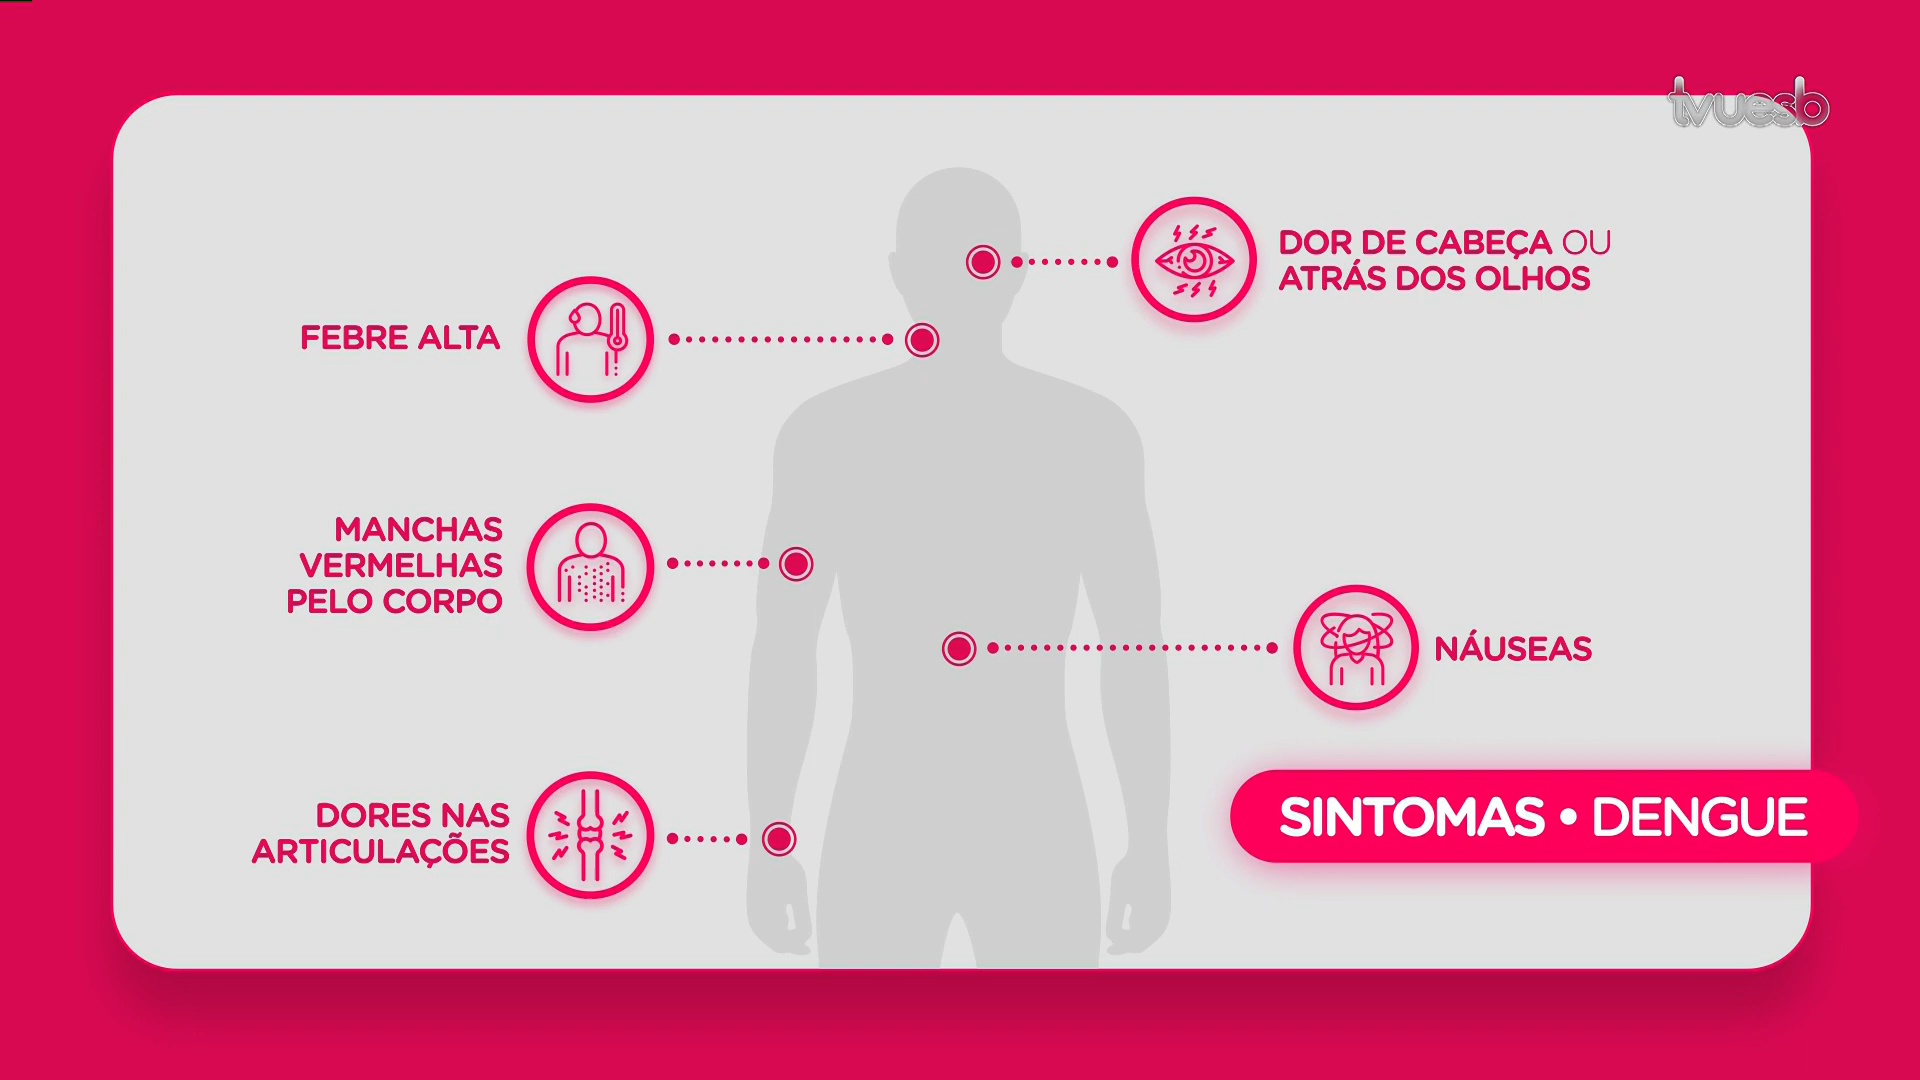 tvuesb
DOR DE CABEÇA OU
ATRÁS DOS OLHOS
FEBRE ALTA
MANCHAS
VERMELHAS
PELO CORPO
NÁUSEAS
DORES NAS
ARTICULAÇÕES
SINTOMAS • DENGUE